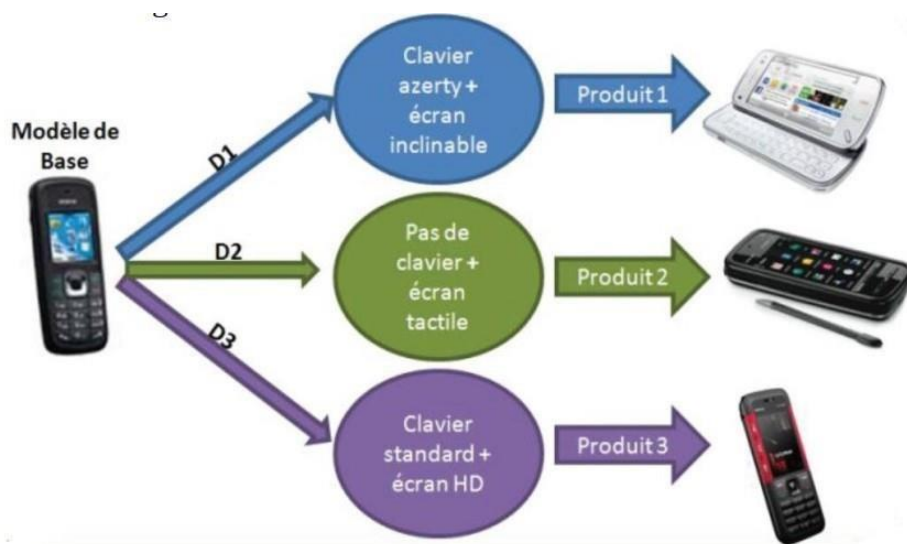 Modèle de
Base
D1
D2
D3
Clavier
azerty +
écran
inclinable
Produit 1
Pas de
clavier +
écran
tactile
Produit 2
Clavier
standard +
écran HD
Produit 3